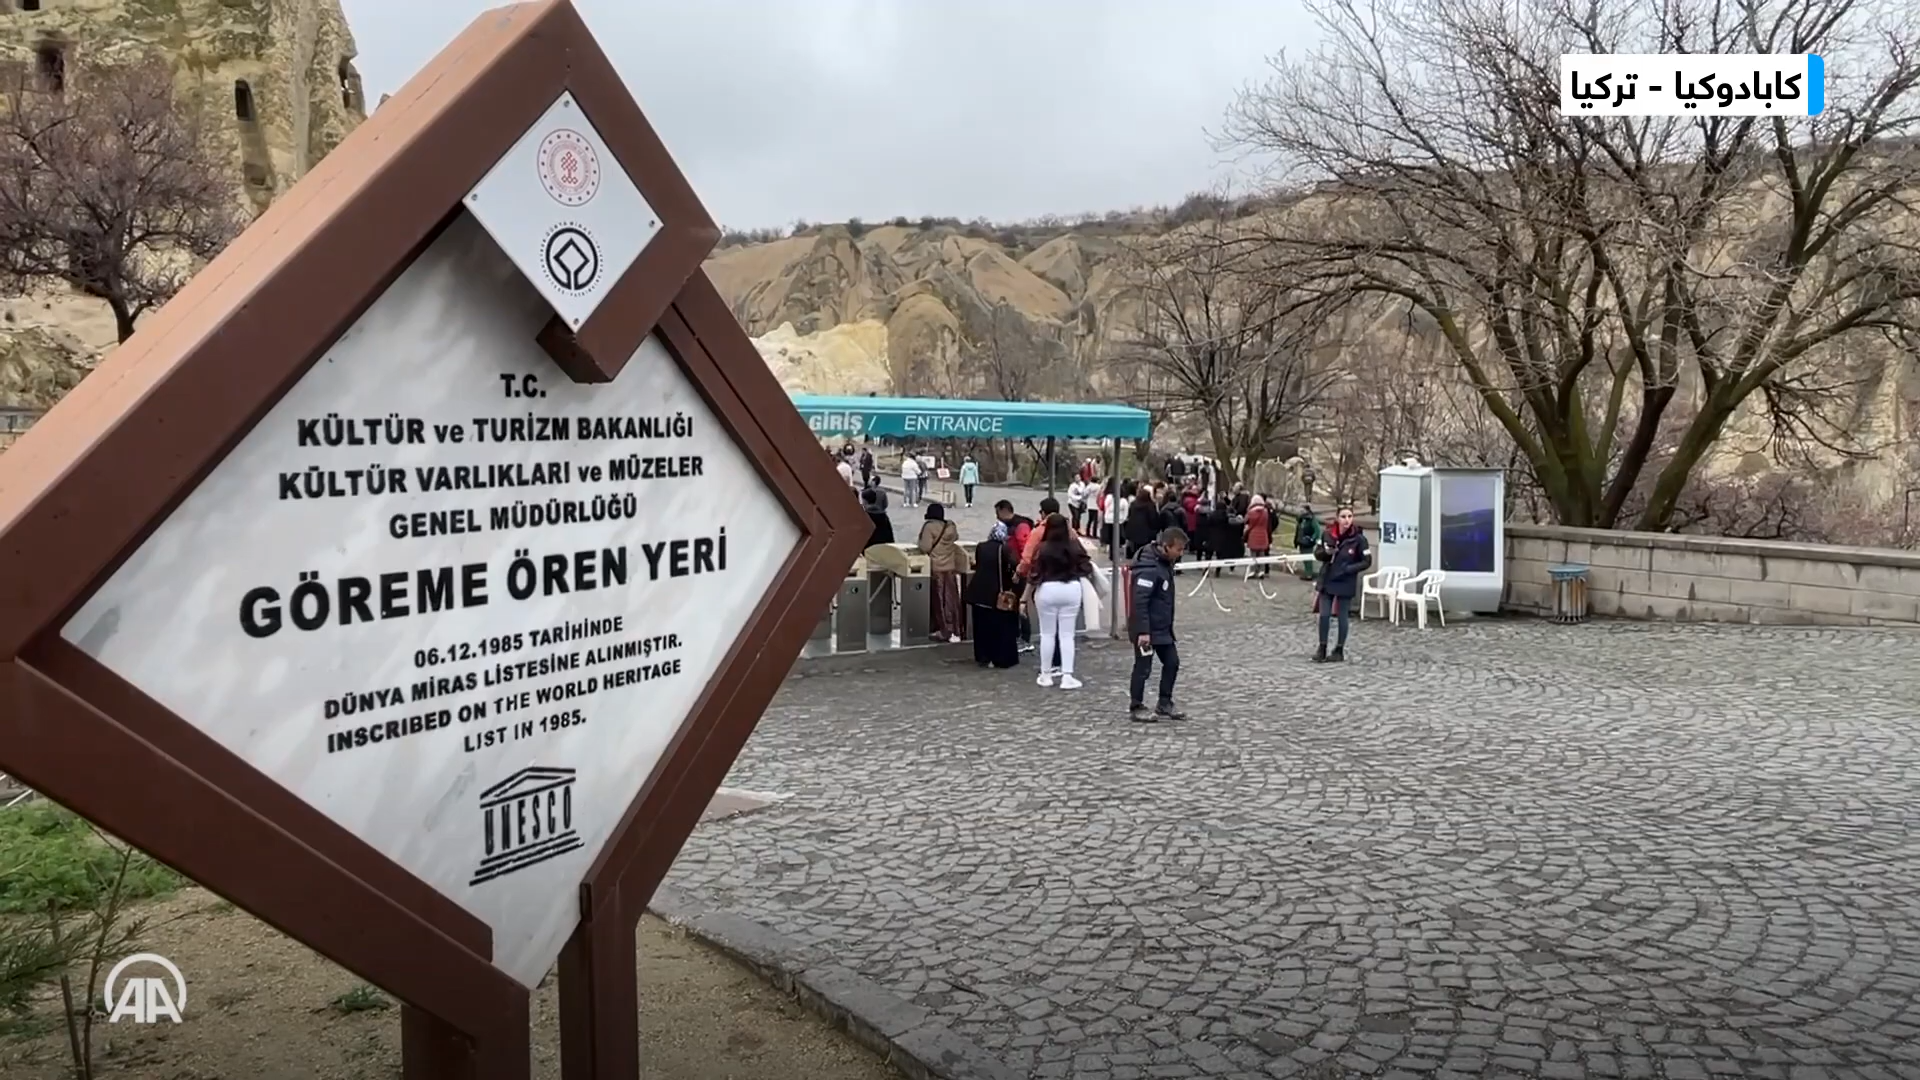 كابادوكيا - تركيا
T.C.
KÜLTÜR ve TURİZM BAKANLIĞI
KÜLTÜR VARLIKLARI ve MÜZELER
GENEL MÜDÜRLÜĞÜ
GÖREME ÖREN YERİ
06.12.1985 TARİHİNDE
DÜNYA MİRAS LİSTESİNE ALINMIŞTIR.
INSCRIBED ON THE WORLD HERITAGE
LIST IN 1985.
UNESCO
GİRİŞ / ENTRANCE
AA